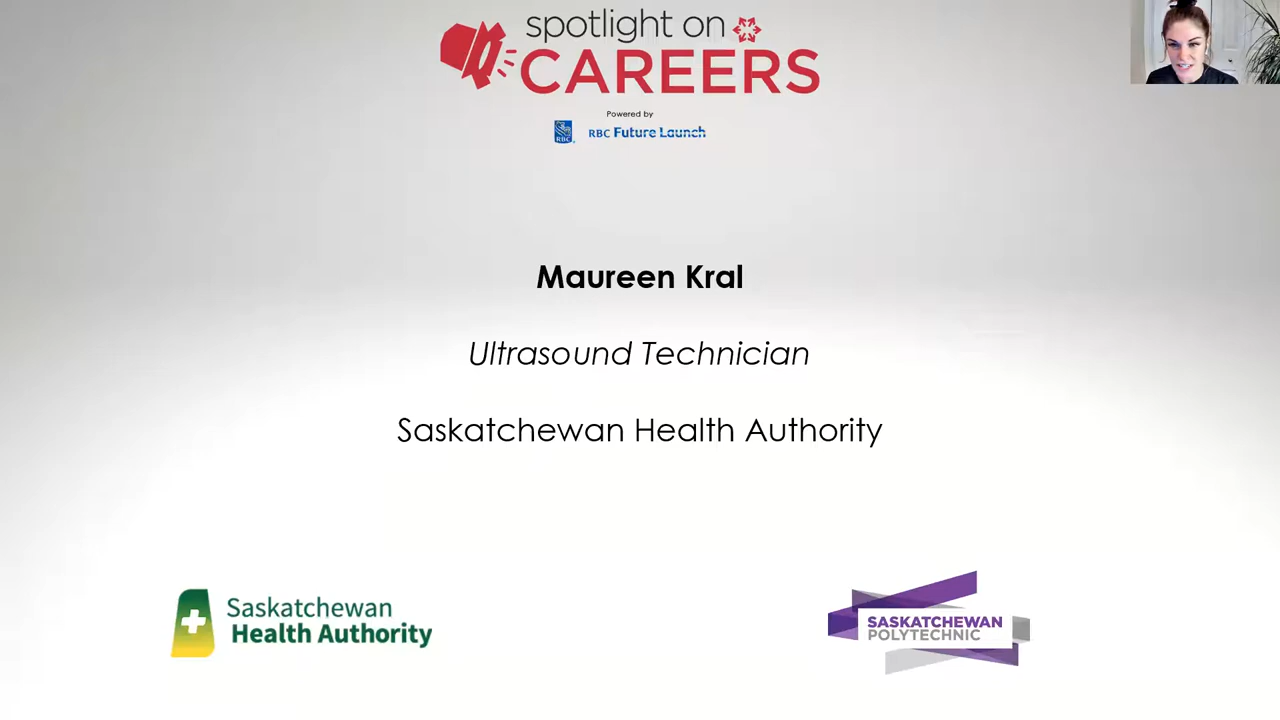 spotlight on
CAREERS
Powered by
RBC
RBC Future Launch
Maureen Kral
Ultrasound Technician
Saskatchewan Health Authority
Saskatchewan
Health Authority
SASKATCHEWAN
POLYTECHNIC